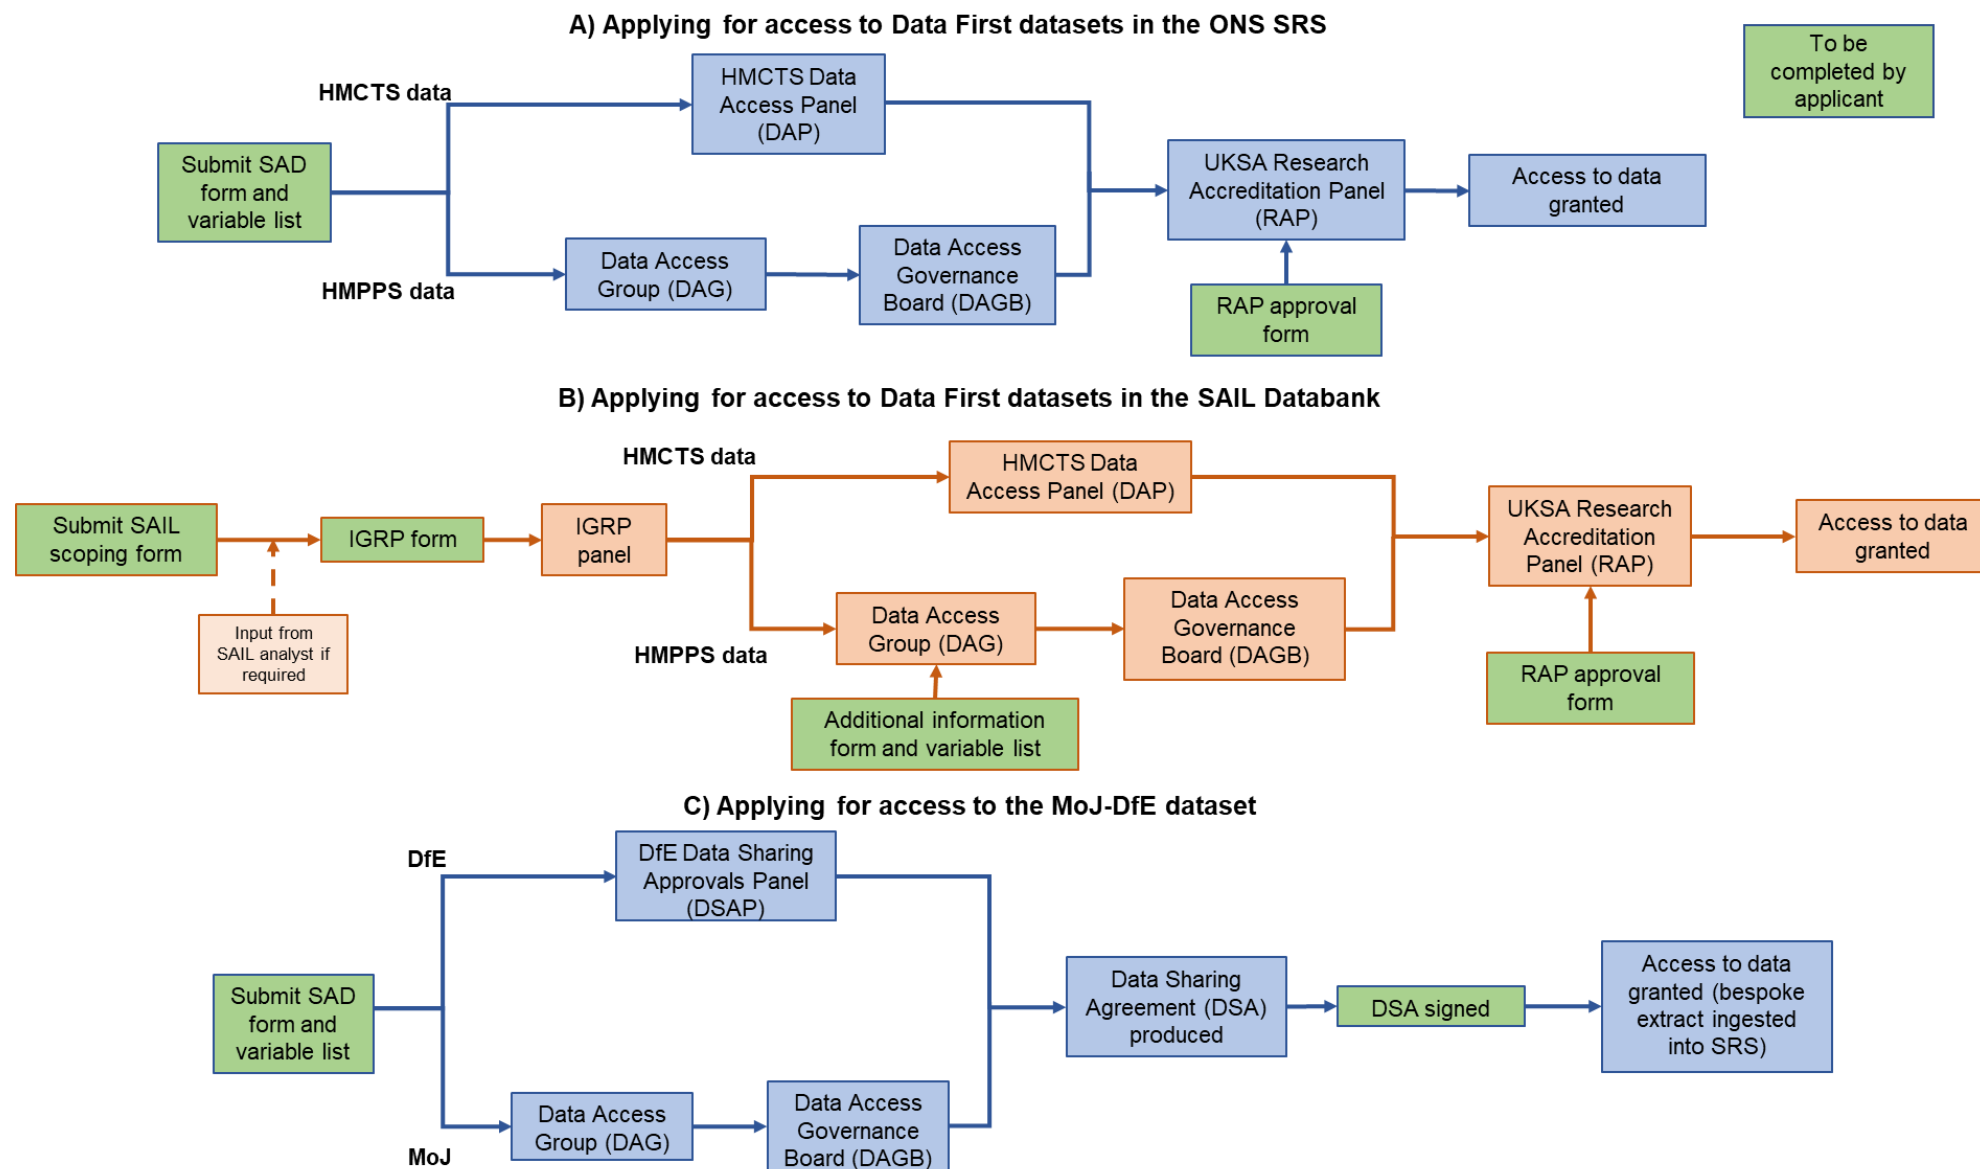 A) Applying for access to Data First datasets in the ONS SRS
To be
completed by
applicant
HMCTS data
HMCTS Data
Access Panel
(DAP)
Submit SAD
form and
variable list
UKSA Research
Accreditation Panel
(RAP)
Access to data
granted
HMPPS data
Data Access
Group (DAG)
Data Access
Governance
Board (DAGB)
RAP approval
form
B) Applying for access to Data First datasets in the SAIL Databank
HMCTS data
HMCTS Data
Access Panel (DAP)
Submit SAIL
scoping form
IGRP form
IGRP
panel
UKSA Research
Accreditation
Panel (RAP)
Access to data
granted
Input from
SAIL analyst if
required
HMPPS data
Data Access
Group (DAG)
Data Access
Governance
Board (DAGB)
RAP approval
form
Additional information
form and variable list
C) Applying for access to the MoJ-DfE dataset
DfE
DfE Data Sharing
Approvals Panel
(DSAP)
Submit SAD
form and
variable list
Data Sharing
Agreement (DSA)
produced
DSA signed
Access to data
granted (bespoke
extract ingested
into SRS)
MoJ
Data Access
Group (DAG)
Data Access
Governance
Board (DAGB)